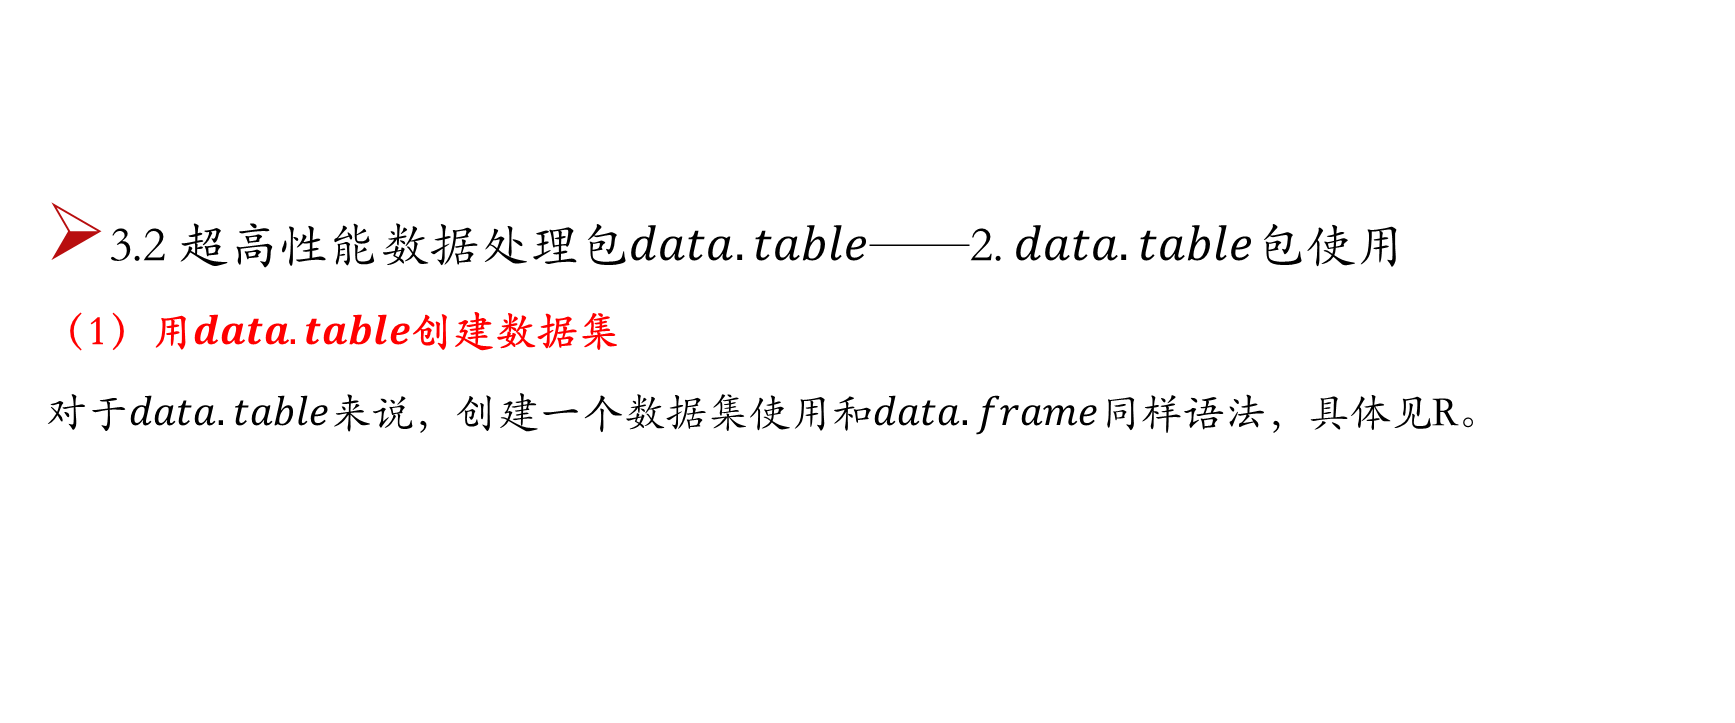 3.2 超高性能数据处理包data.table——2. data.table包使用
（1）用data.table创建数据集
对于data.table来说，创建一个数据集使用和data.frame同样语法，具体见R。